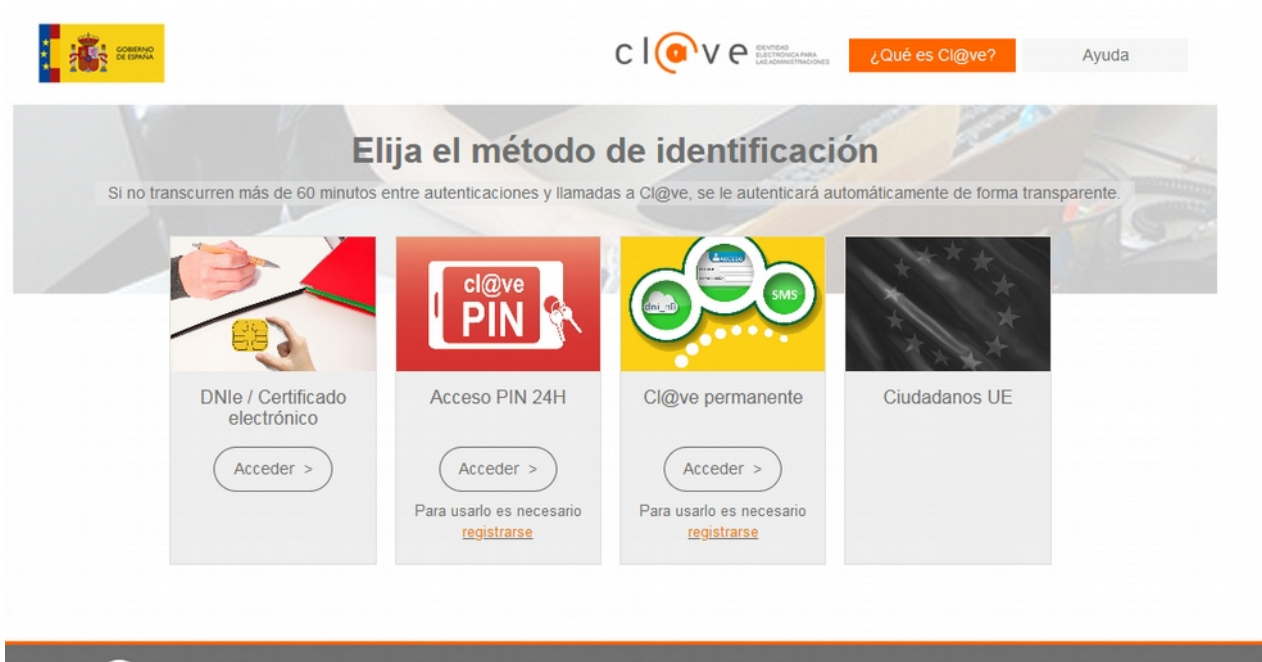 GOBIERNO
DE ESPAÑA
cl@ve
IDENTIDAD
ELECTRÓNICA PARA
LAS ADMINISTRACIONES
¿Qué es Cl@ve?
Ayuda
Elija el método de identificación
Si no transcurren más de 60 minutos entre autenticaciones y llamadas a Cl@ve, se le autenticará automáticamente de forma transparente.
cl@ve
PIN
ACCESO
dni_nB
SMS
DNIe / Certificado
electrónico
Acceder >
Acceso PIN 24H
Acceder >
Para usarlo es necesario
registrarse
Cl@ve permanente
Acceder >
Para usarlo es necesario
registrarse
Ciudadanos UE